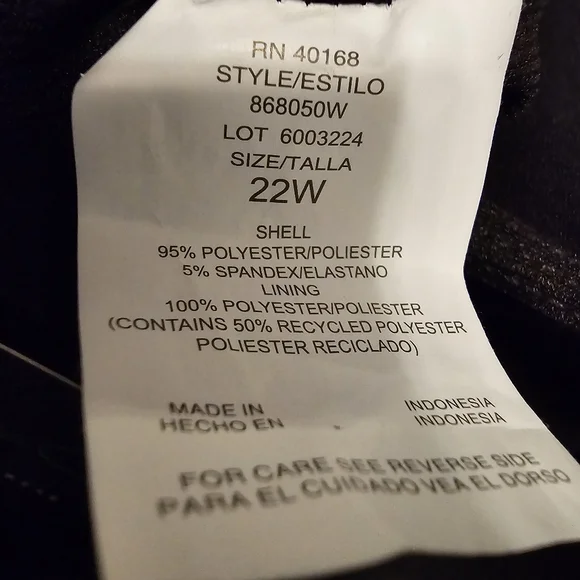 RN 40168
STYLE/ESTILO
868050W
LOT 6003224
SIZE/TALLA
22W
SHELL
95% POLYESTER/POLIESTER
5% SPANDEX/ELASTANO
LINING
100% POLYESTER/POLIESTER
(CONTAINS 50% RECYCLED POLYESTER
POLIESTER RECICLADO)
MADE IN INDONESIA
HECHO EN INDONESIA
FOR CARE SEE REVERSE SIDE
PARA EL CUIDADO VEA EL DORSO